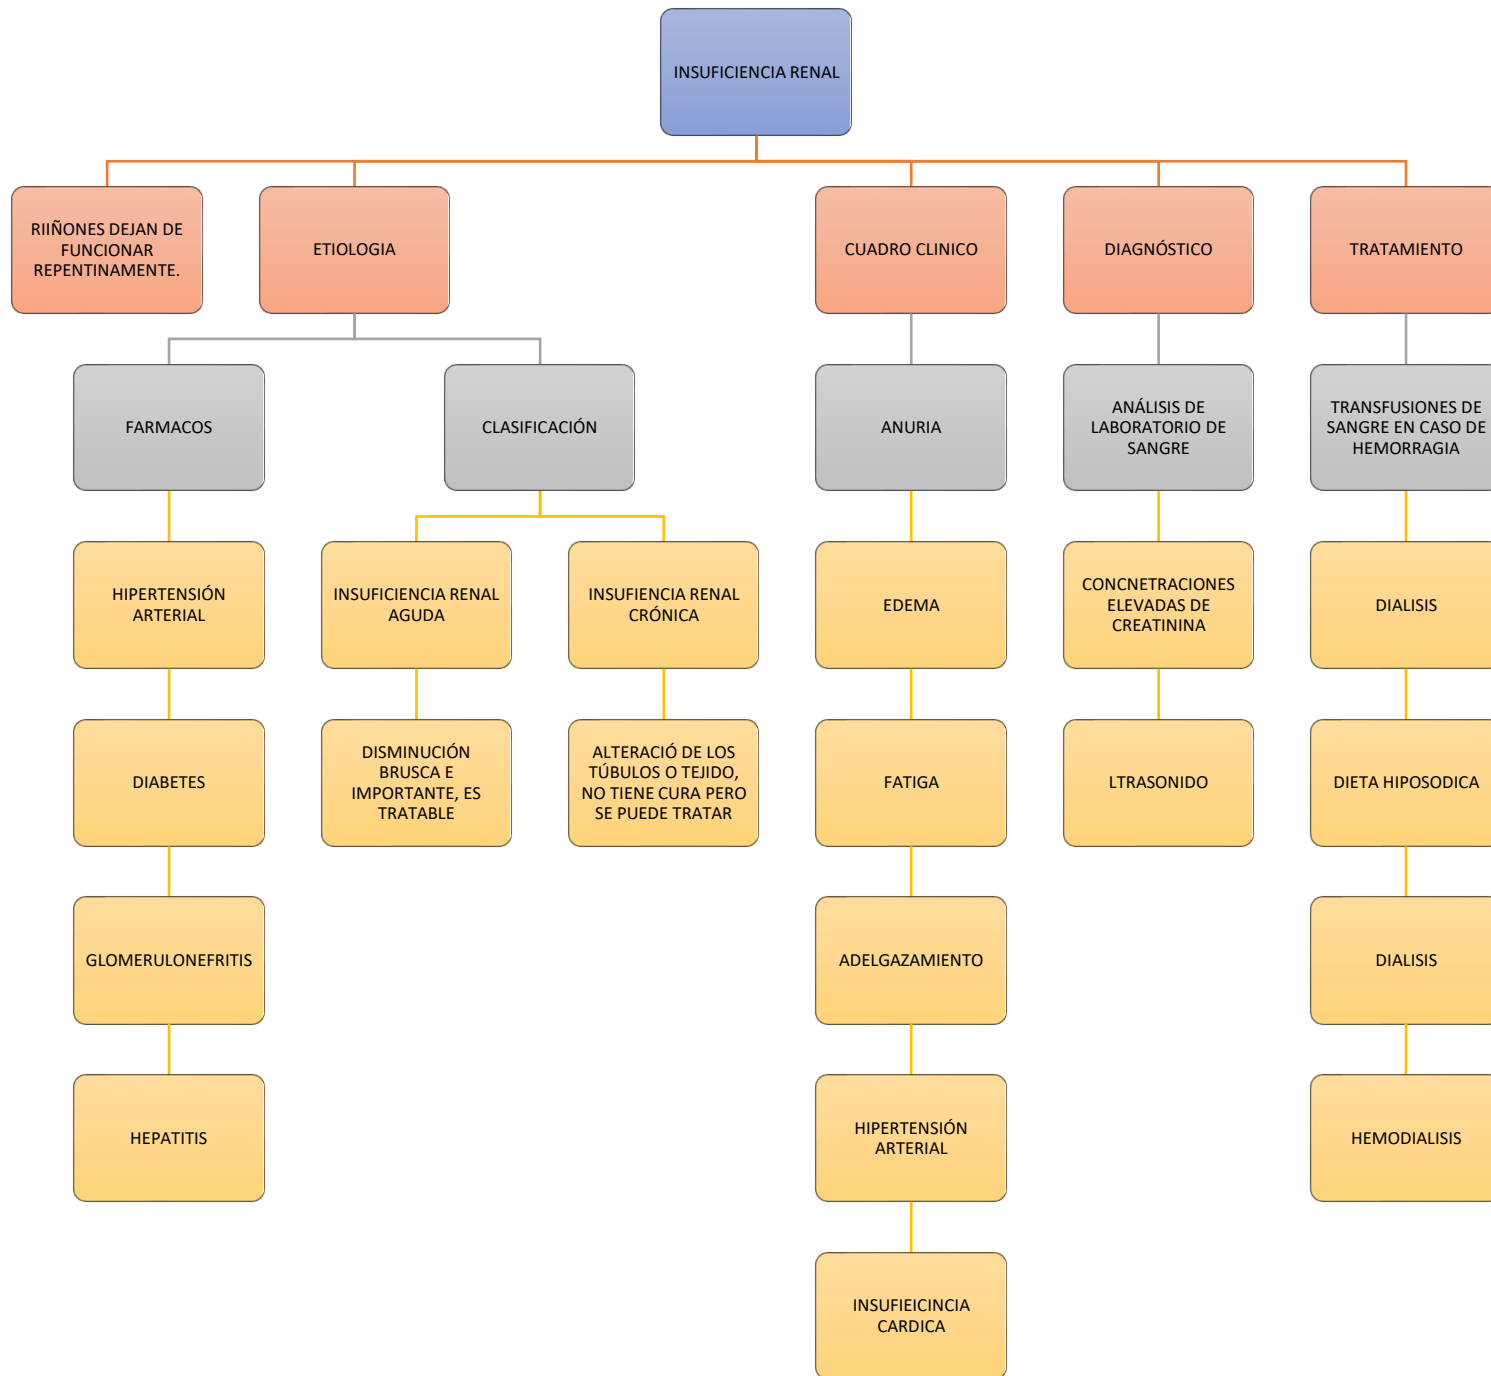 INSUFICIENCIA RENAL
RIIÑONES DEJAN DE
FUNCIONAR
REPENTINAMENTE.
ETIOLOGIA
CUADRO CLINICO
DIAGNÓSTICO
TRATAMIENTO
FARMACOS
CLASIFICACIÓN
ANURIA
ANÁLISIS DE
LABORATORIO DE
SANGRE
TRANSFUSIONES DE
SANGRE EN CASO DE
HEMORRAGIA
HIPERTENSIÓN
ARTERIAL
INSUFICIENCIA RENAL
AGUDA
INSUFIENCIA RENAL
CRÓNICA
EDEMA
CONCNETRACIONES
ELEVADAS DE
CREATININA
DIALISIS
DIABETES
DISMINUCIÓN
BRUSCA E
IMPORTANTE, ES
TRATABLE
ALTERACIÓ DE LOS
TÚBULOS O TEJIDO,
NO TIENE CURA PERO
SE PUEDE TRATAR
FATIGA
LTRASONIDO
DIETA HIPOSODICA
GLOMERULONEFRITIS
ADELGAZAMIENTO
DIALISIS
HEPATITIS
HIPERTENSIÓN
ARTERIAL
HEMODIALISIS
INSUFIEICINCIA
CARDICA